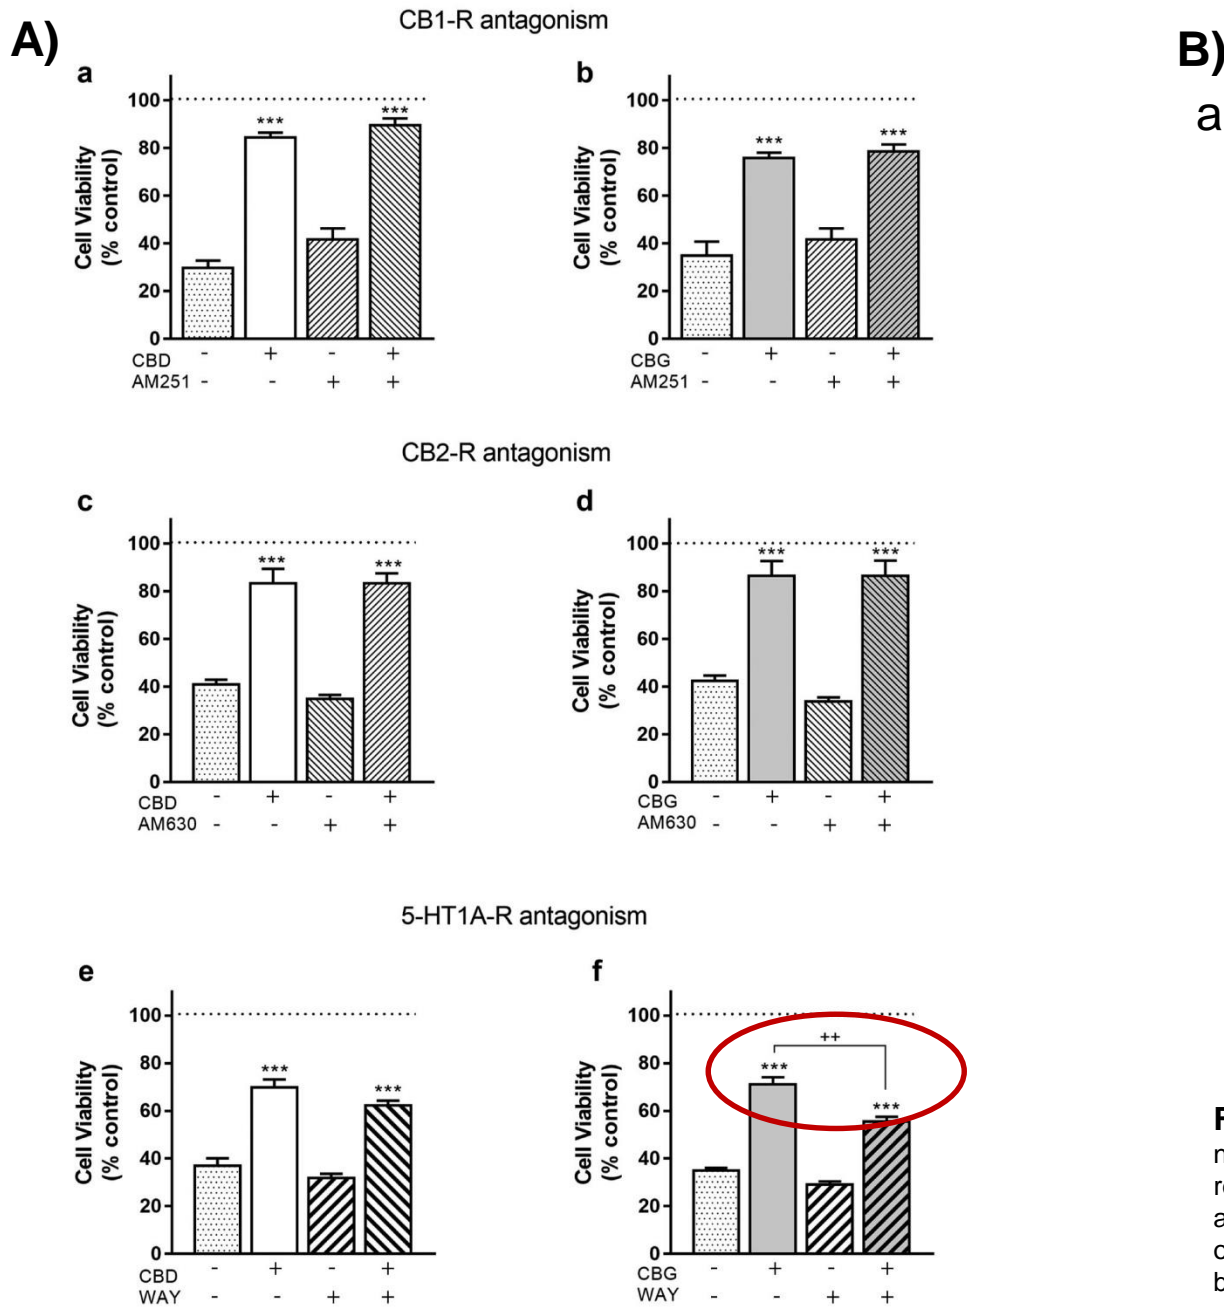 A)
CB1-R antagonism
B)
a
a
Cell Viability
(% control)
100
80
60
40
20
0
***
***
CBD - + - +
AM251 - - + +
b
Cell Viability
(% control)
100
80
60
40
20
0
***
***
CBG - + - +
AM251 - - + +
CB2-R antagonism
c
Cell Viability
(% control)
100
80
60
40
20
0
***
***
CBD - + - +
AM630 - - + +
d
Cell Viability
(% control)
100
80
60
40
20
0
***
***
CBG - + - +
AM630 - - + +
5-HT1A-R antagonism
e
Cell Viability
(% control)
100
80
60
40
20
0
***
***
CBD - + - +
WAY - - + +
f
Cell Viability
(% control)
100
80
60
40
20
0
++
***
***
CBG - + - +
WAY - - + +